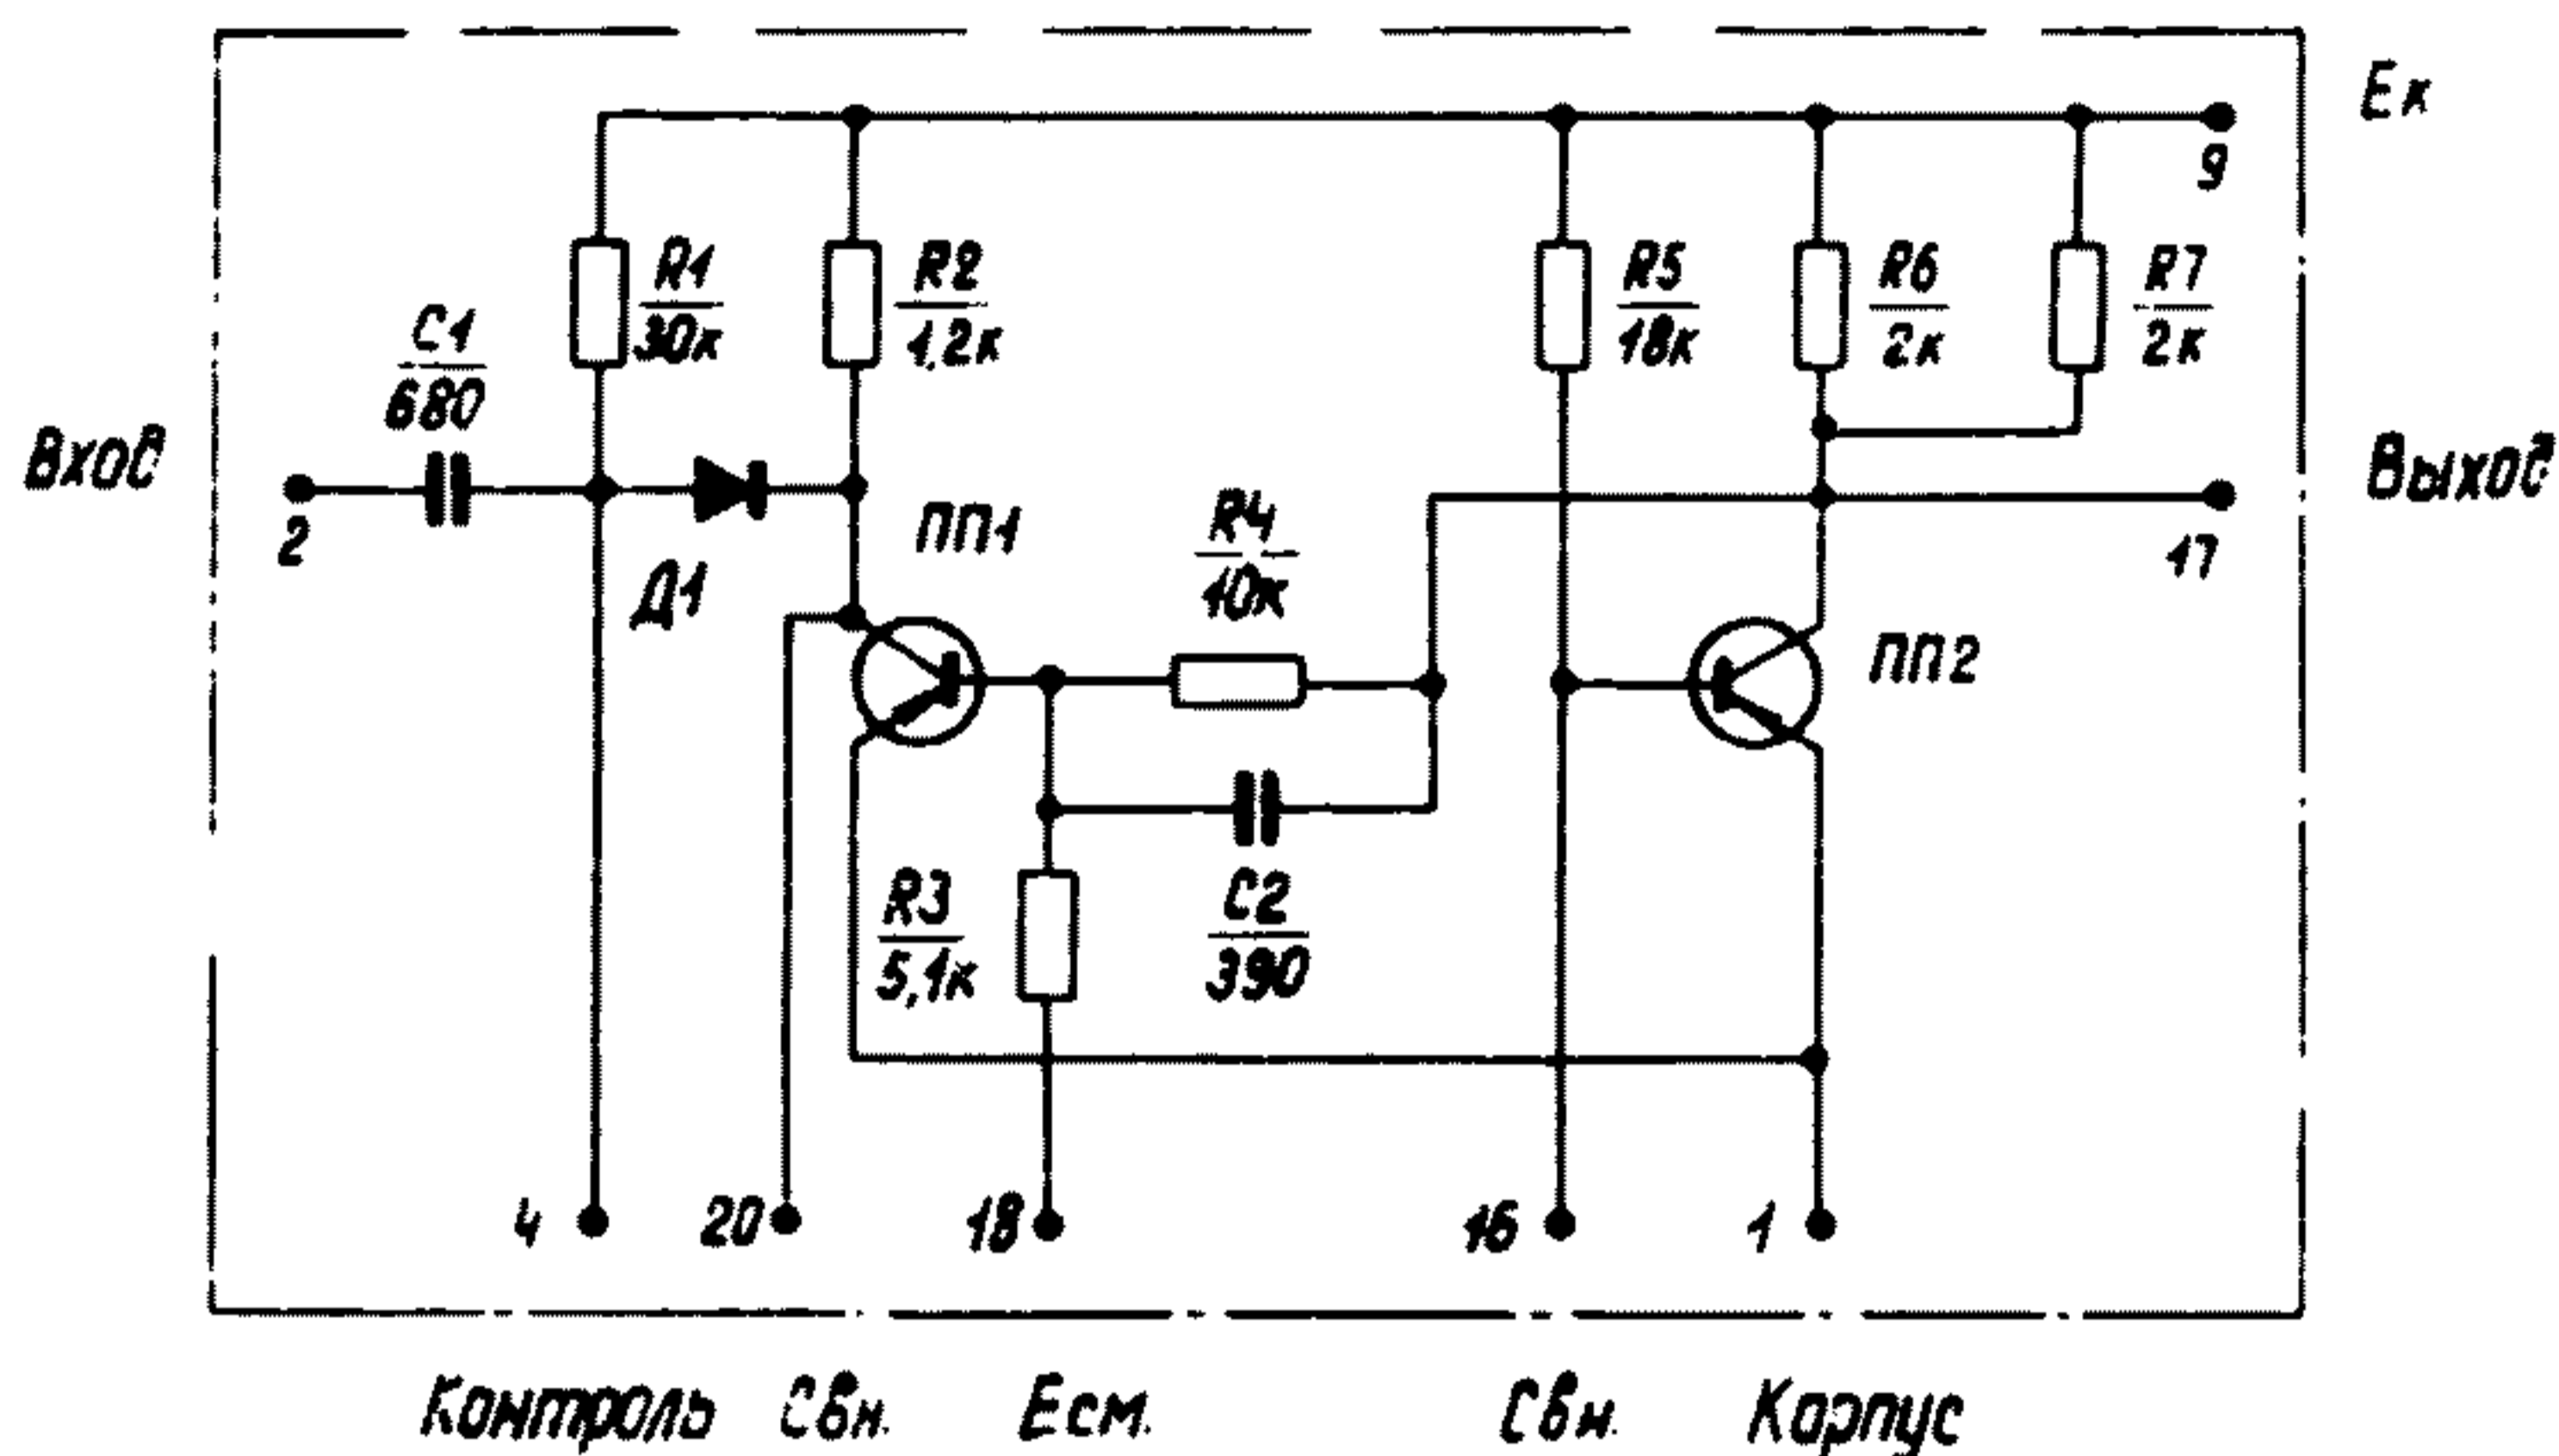 Ек
9
R1
30к
R2
1,2к
R5
18к
R6
2к
R7
2к
С1
680
Вход
2
Д1
ПП1
R4
10к
Выход
17
ПП2
R3
5,1к
С2
390
4
20
18
16
1
Контроль
Свн.
Есм.
Свн.
Корпус